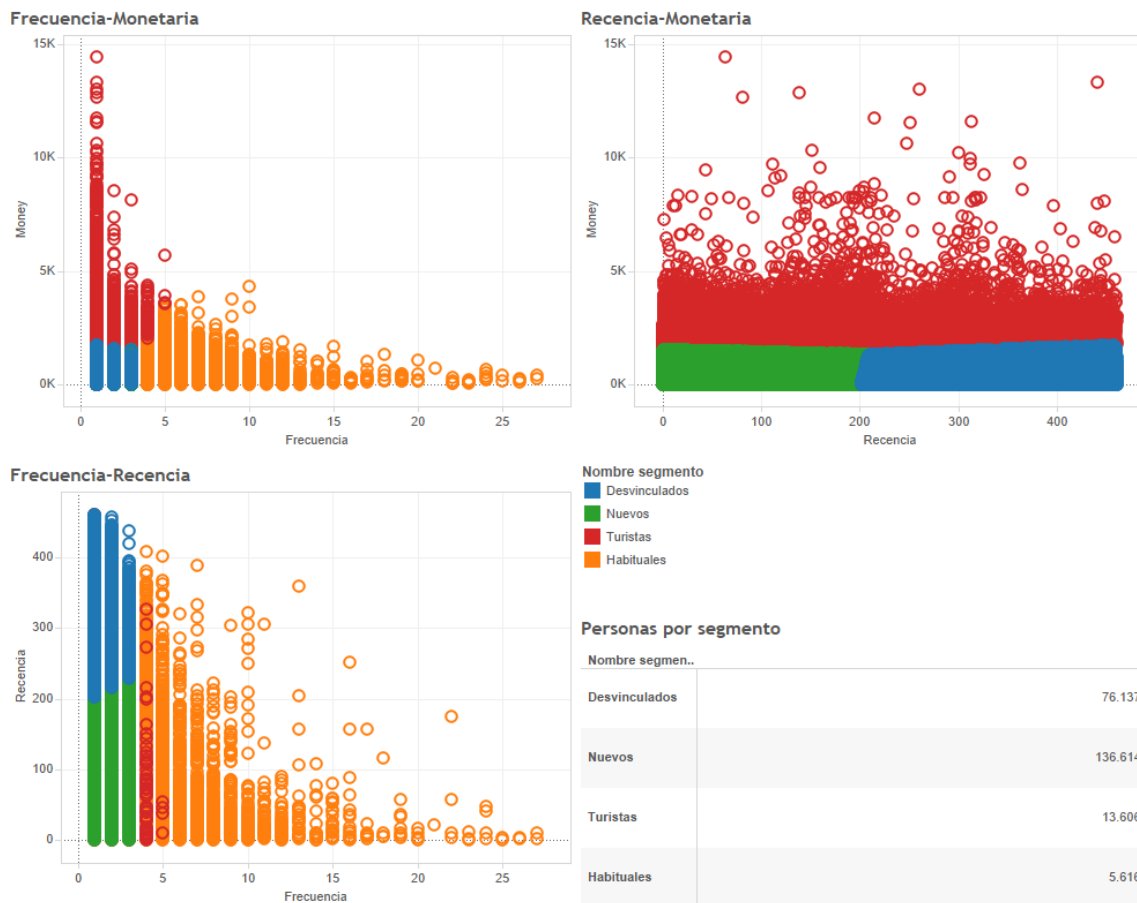 Frecuencia-Monetaria
15K
10K
5K
0K
Money
0
5
10
15
20
25
Frecuencia
Recencia-Monetaria
15K
10K
5K
0K
Money
0
100
200
300
400
Recencia
Frecuencia-Recencia
400
300
200
100
0
Recencia
0
5
10
15
20
25
Frecuencia
Nombre segmento
Desvinculados
Nuevos
Turistas
Habituales
Personas por segmento
Nombre segmen..
Desvinculados 76.137
Nuevos 136.614
Turistas 13.606
Habituales 5.616